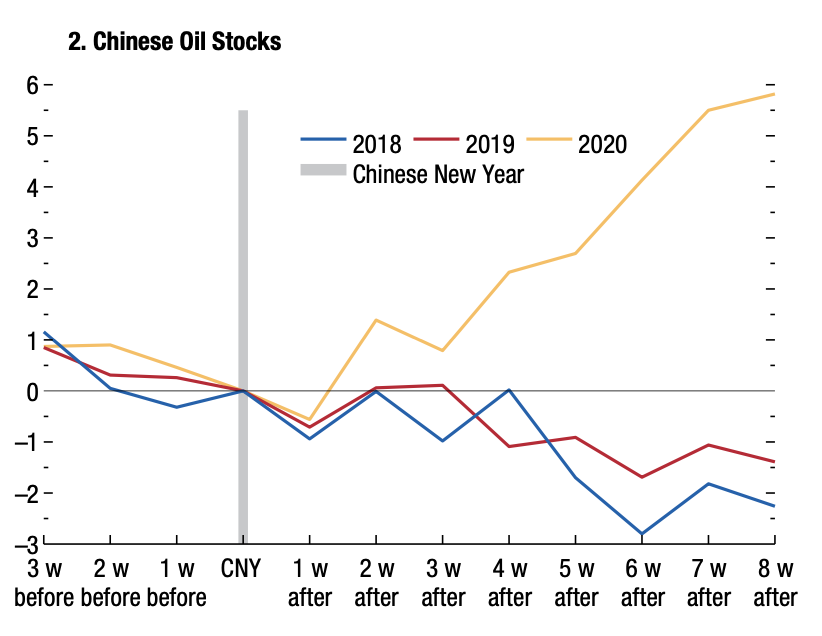 2. Chinese Oil Stocks
6
5
4
3
2
1
0
–1
–2
–3
2018 2019 2020
Chinese New Year
3 w 2 w 1 w CNY 1 w 2 w 3 w 4 w 5 w 6 w 7 w 8 w
before before before after after after after after after after after